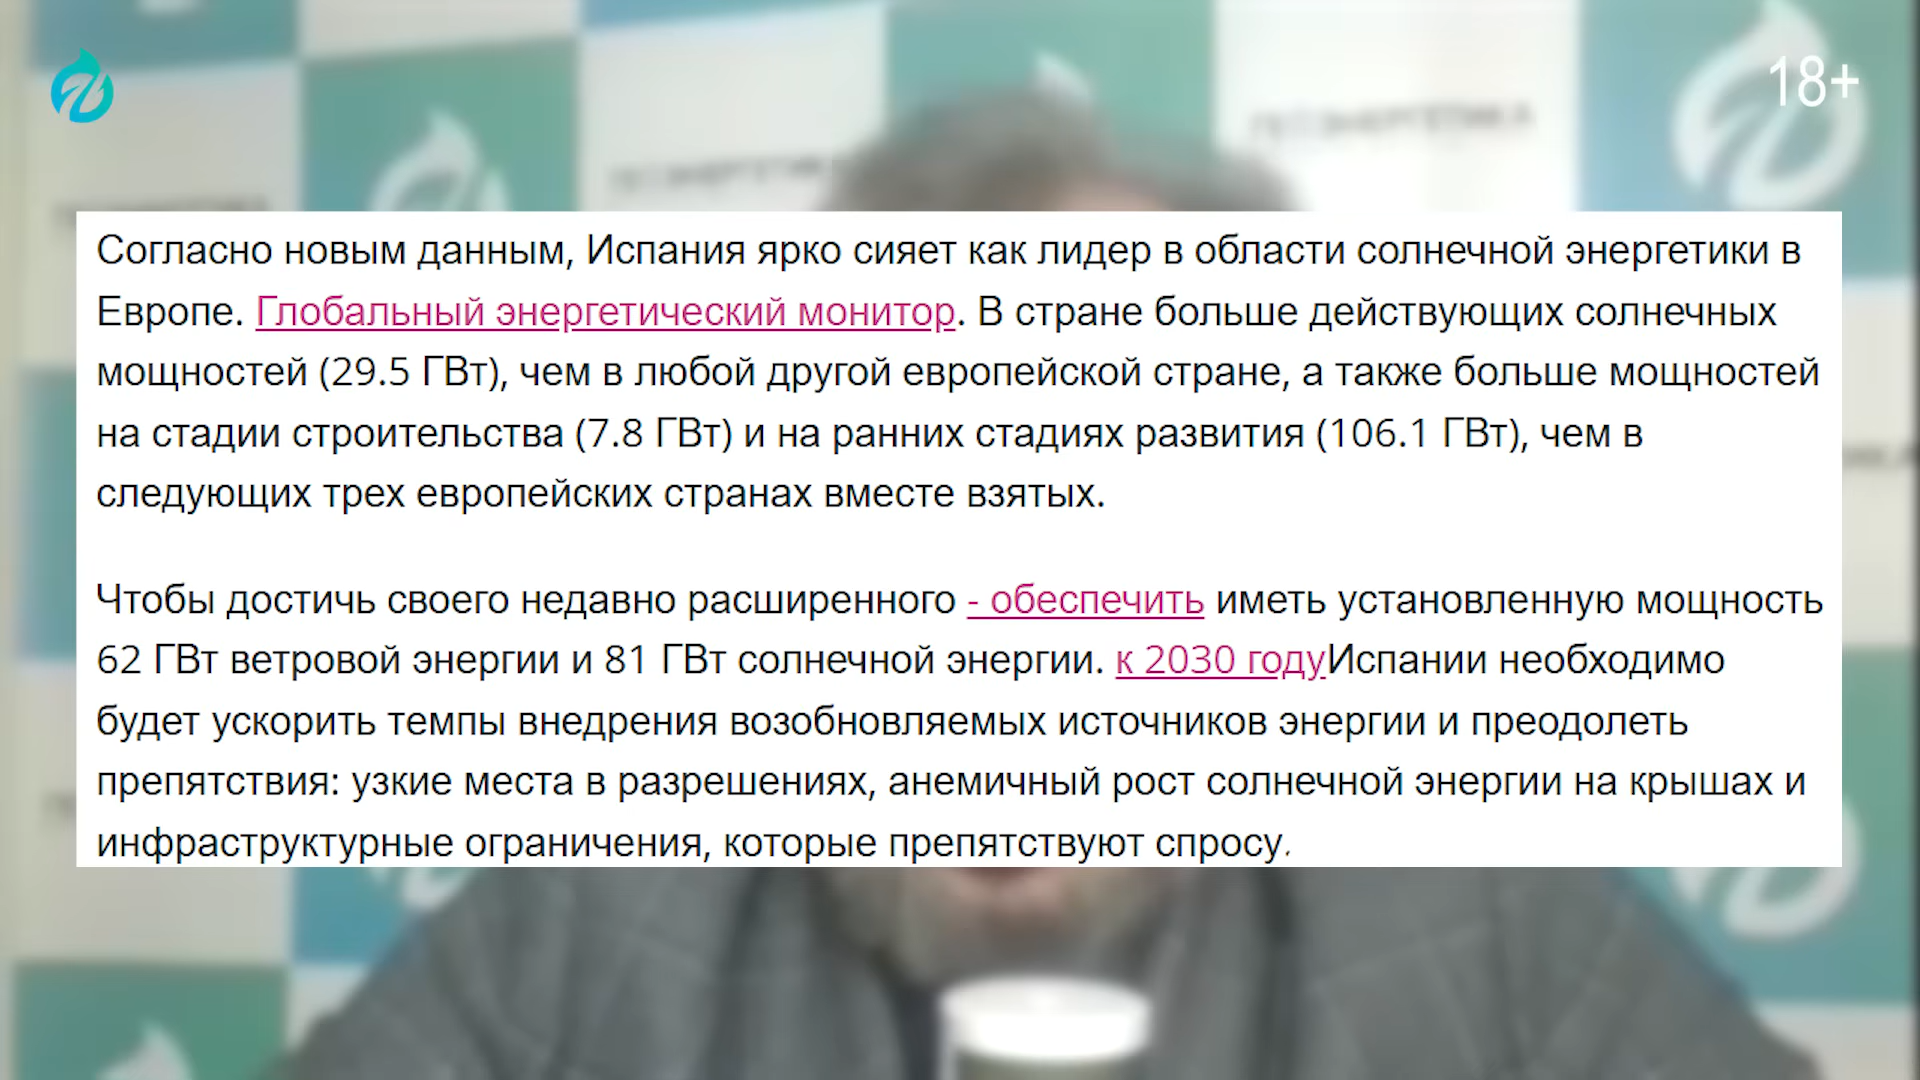 18+
ГЕОЭНЕРГЕТИКА
Согласно новым данным, Испания ярко сияет как лидер в области солнечной энергетики в
Европе. Глобальный энергетический монитор. В стране больше действующих солнечных
мощностей (29.5 ГВт), чем в любой другой европейской стране, а также больше мощностей
на стадии строительства (7.8 ГВт) и на ранних стадиях развития (106.1 ГВт), чем в
следующих трех европейских странах вместе взятых.
Чтобы достичь своего недавно расширенного - обеспечить иметь установленную мощность
62 ГВт ветровой энергии и 81 ГВт солнечной энергии. к 2030 годуИспании необходимо
будет ускорить темпы внедрения возобновляемых источников энергии и преодолеть
препятствия: узкие места в разрешениях, анемичный рост солнечной энергии на крышах и
инфраструктурные ограничения, которые препятствуют спросу.